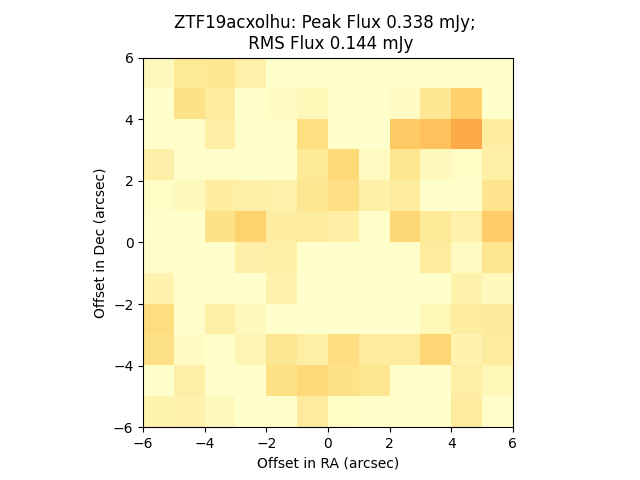 ZTF19acxolhu: Peak Flux 0.338 mJy;
RMS Flux 0.144 mJy
6
4
2
0
−2
−4
−6
Offset in Dec (arcsec)
−6 −4 −2 0 2 4 6
Offset in RA (arcsec)